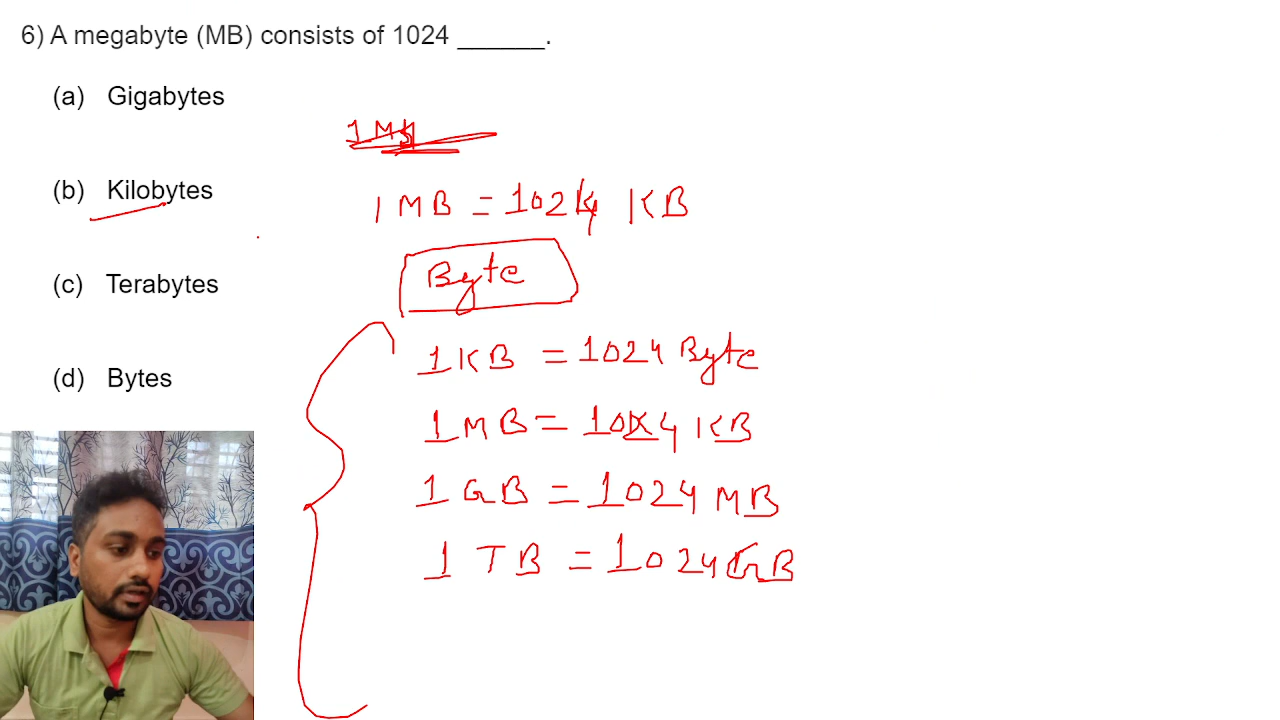 6) A megabyte (MB) consists of 1024 ______.
(a) Gigabytes
(b) Kilobytes
(c) Terabytes
(d) Bytes
1 MB = 1024 KB
Byte
1 KB = 1024 Byte
1 MB = 1024 KB
1 GB = 1024 MB
1 TB = 1024 GB